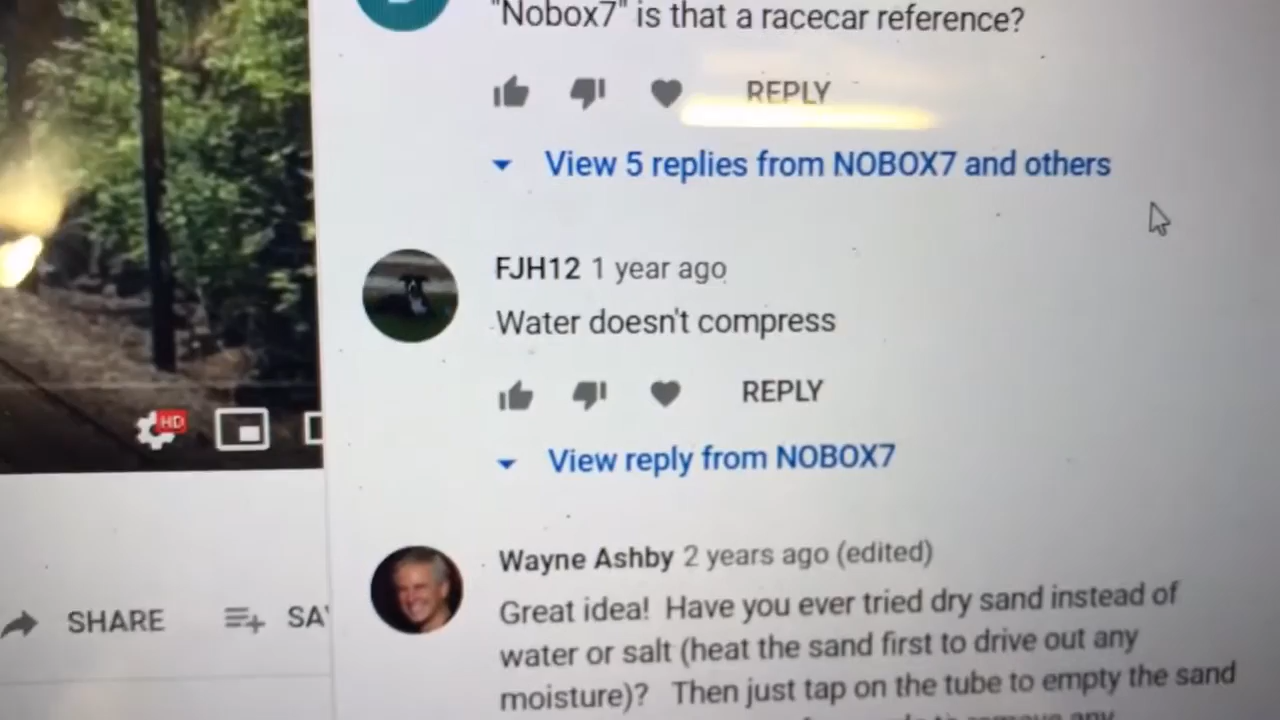 "Nobox7" is that a racecar reference?
REPLY
View 5 replies from NOBOX7 and others
FJH12 1 year ago
Water doesn't compress
REPLY
View reply from NOBOX7
HD
Wayne Ashby 2 years ago (edited)
SHARE
Great idea! Have you ever tried dry sand instead of
water or salt (heat the sand first to drive out any
moisture)? Then just tap on the tube to empty the sand